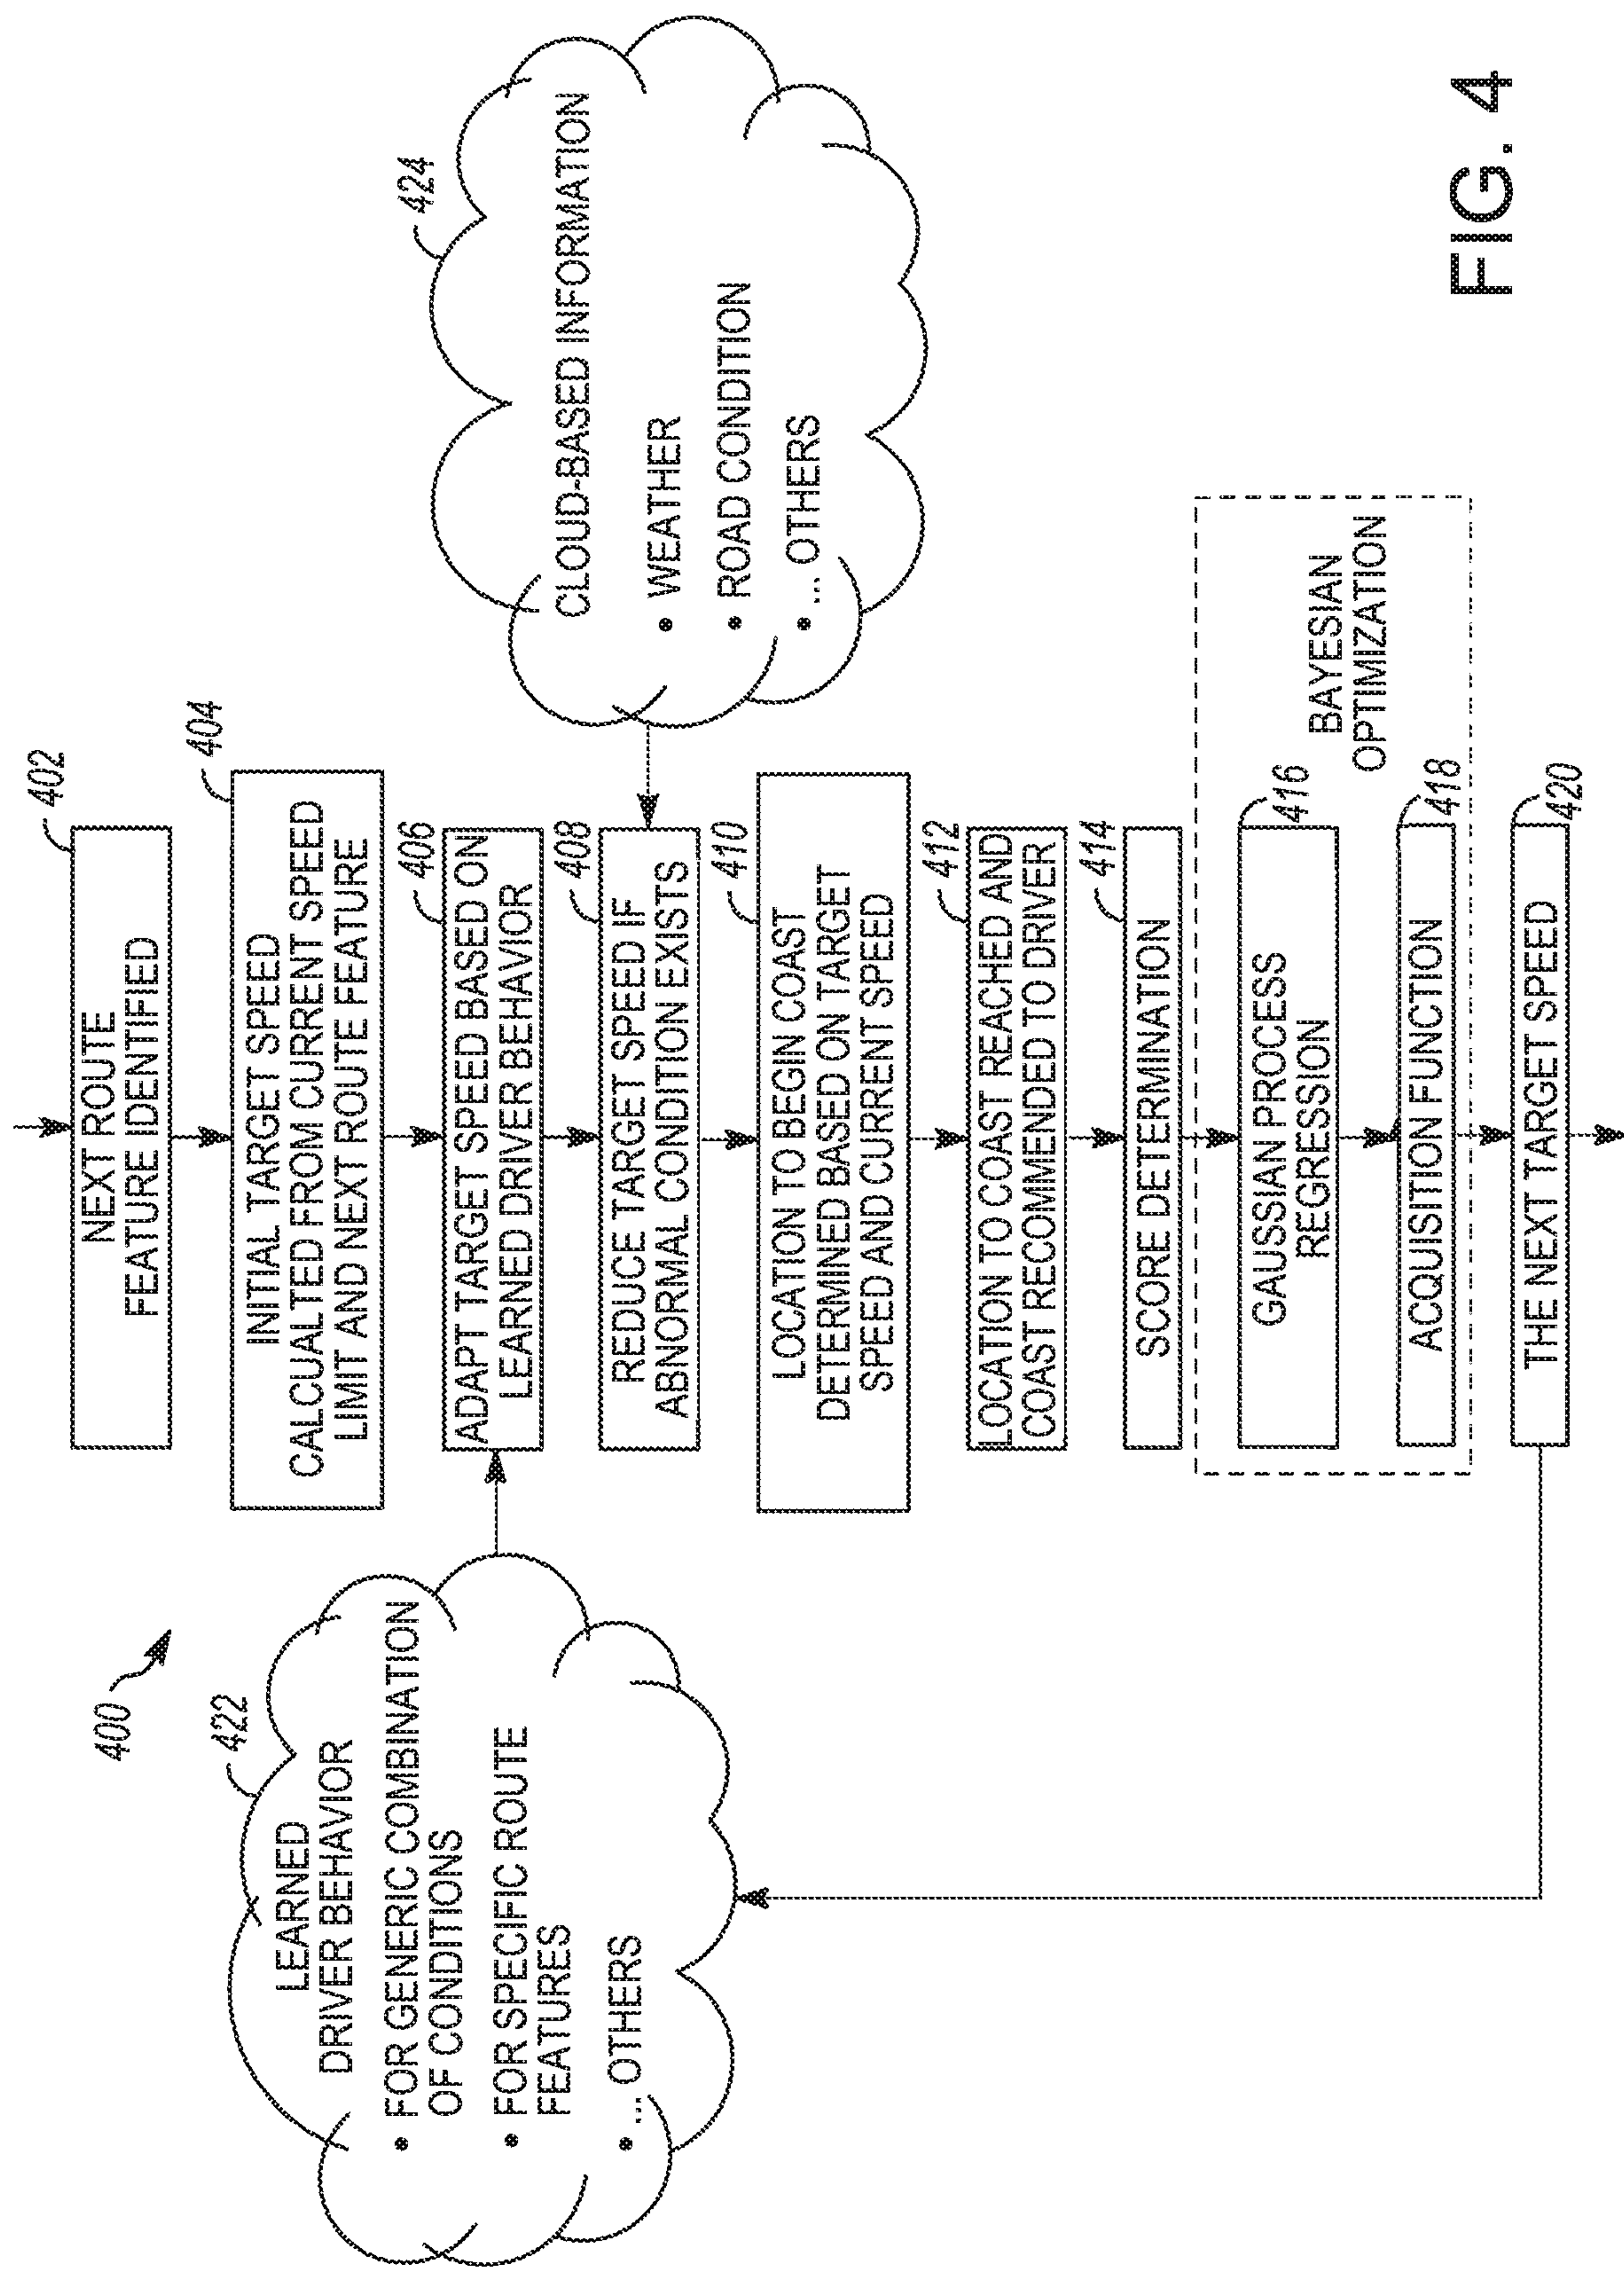 400
402
NEXT ROUTE
FEATURE IDENTIFIED
404
INITIAL TARGET SPEED
CALCUALTED FROM CURRENT SPEED
LIMIT AND NEXT ROUTE FEATURE
422
LEARNED
DRIVER BEHAVIOR
• FOR GENERIC COMBINATION
OF CONDITIONS
• FOR SPECIFIC ROUTE
FEATURES
• ... OTHERS
406
ADAPT TARGET SPEED BASED ON
LEARNED DRIVER BEHAVIOR
424
CLOUD-BASED INFORMATION
• WEATHER
• ROAD CONDITION
• ... OTHERS
408
REDUCE TARGET SPEED IF
ABNORMAL CONDITION EXISTS
410
LOCATION TO BEGIN COAST
DETERMINED BASED ON TARGET
SPEED AND CURRENT SPEED
412
LOCATION TO COAST REACHED AND
COAST RECOMMENDED TO DRIVER
414
SCORE DETERMINATION
416
GAUSSIAN PROCESS
REGRESSION
BAYESIAN
OPTIMIZATION
418
ACQUISITION FUNCTION
420
THE NEXT TARGET SPEED
FIG. 4